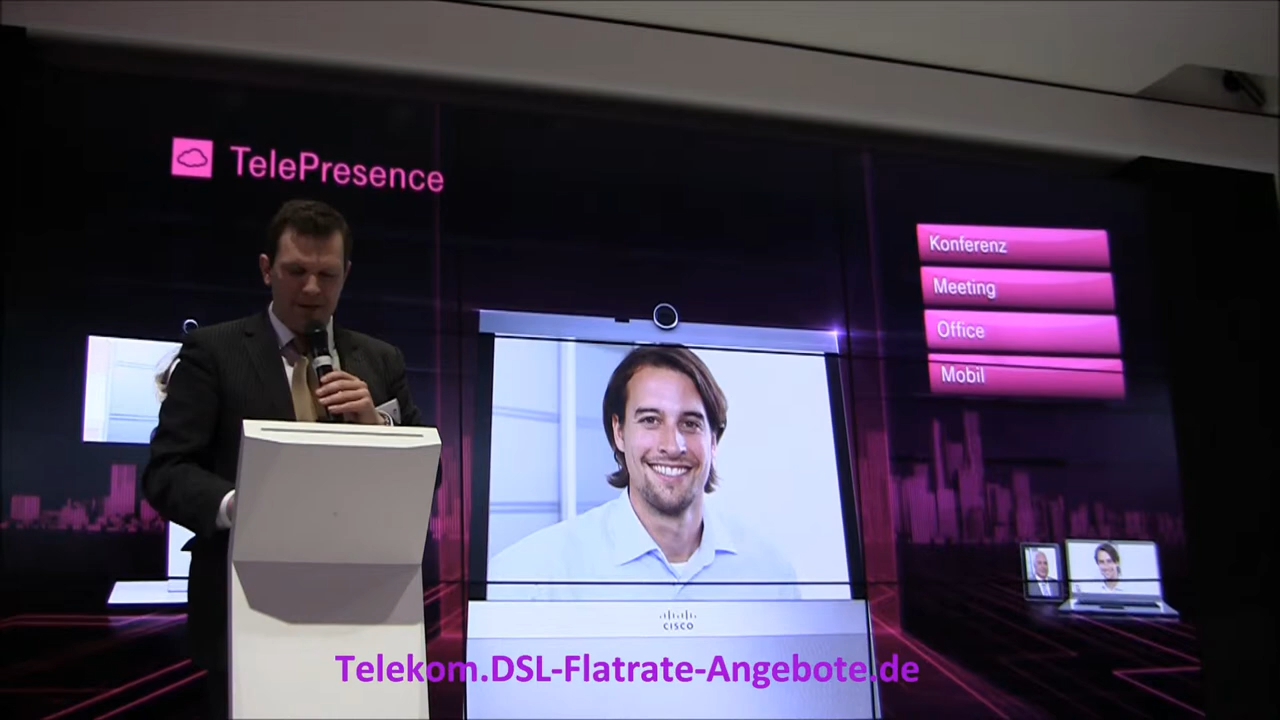 TelePresence
Konferenz
Meeting
Office
Mobil
CISCO
Telekom.DSL-Flatrate-Angebote.de